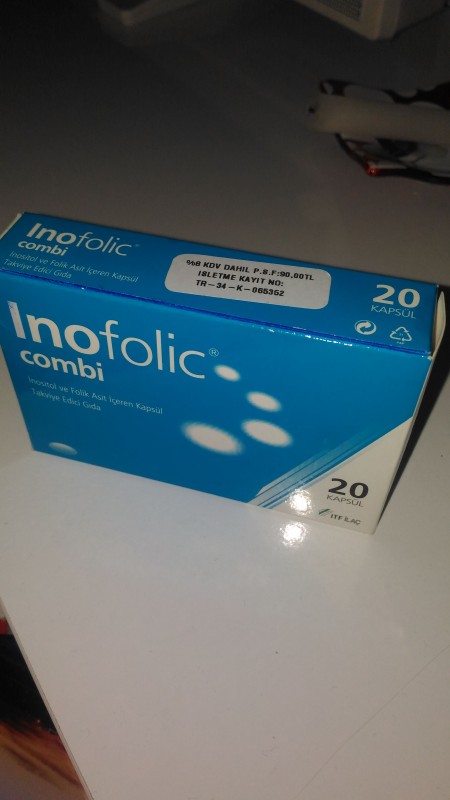 Inofolic®
combi
İnositol ve Folik Asit İçeren Kapsül
Takviye Edici Gıda
%8 KDV DAHIL P.S.F:90,00TL
ISLETME KAYIT NO:
TR-34-K-065352
20
KAPSÜL
Inofolic®
combi
İnositol ve Folik Asit İçeren Kapsül
Takviye Edici Gıda
20
KAPSÜL
ITF İLAÇ